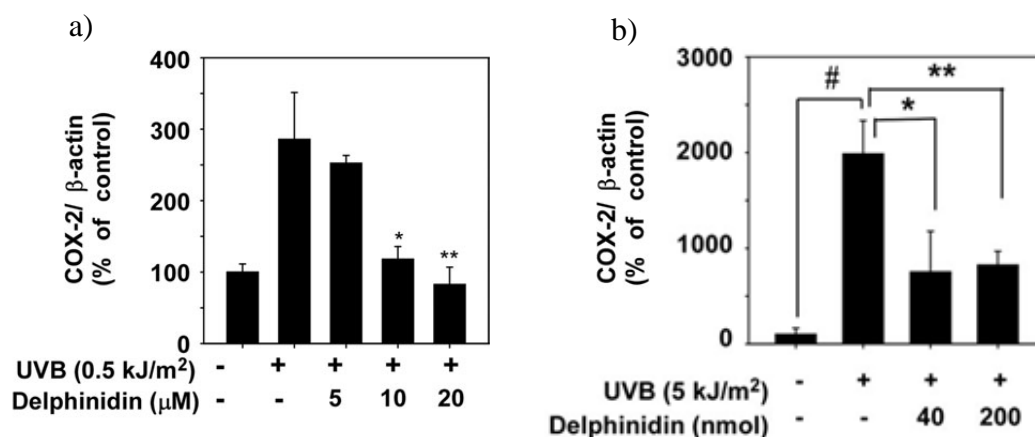 a)
COX-2/ β-actin
(% of control)
400
300
200
100
0
*
**
UVB (0.5 kJ/m²) - + + + +
Delphinidin (μM) - - 5 10 20
b)
COX-2/ β-actin
(% of control)
3000
2000
1000
0
#
**
*
UVB (5 kJ/m²) - + + +
Delphinidin (nmol) - - 40 200